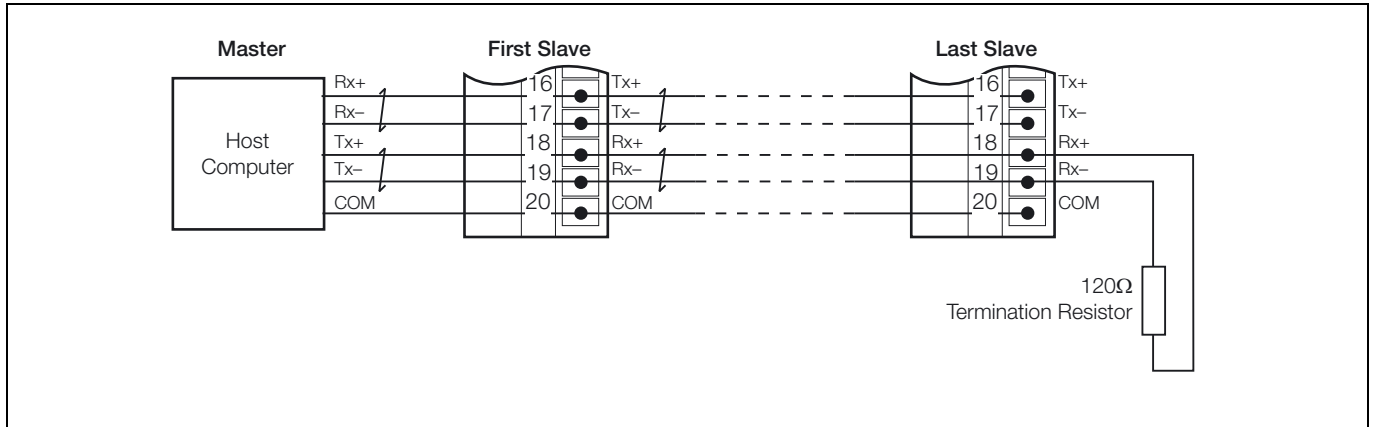 Master
First Slave
Last Slave
Host
Computer
Rx+
Rx–
Tx+
Tx–
COM
16
17
18
19
20
Tx+
Tx–
Rx+
Rx–
COM
16
17
18
19
20
Tx+
Tx–
Rx+
Rx–
COM
120Ω
Termination Resistor